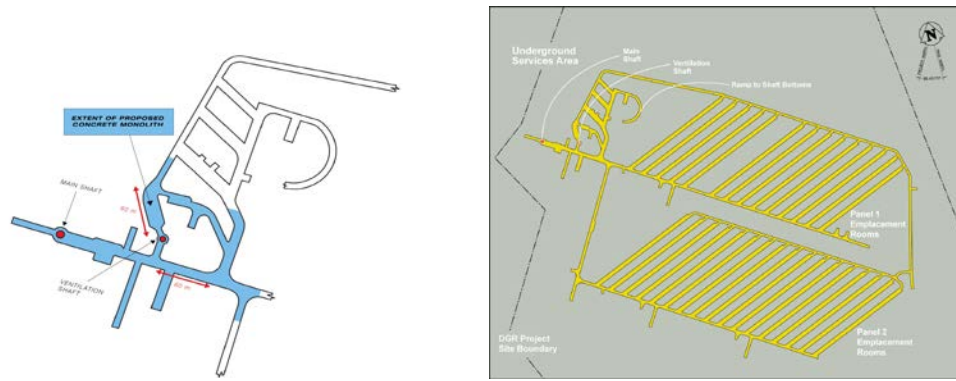 EXTENT OF PROPOSED
CONCRETE MONOLITH
MAIN SHAFT
60 m
VENTILATION
SHAFT
Underground
Services Area
Main
Shaft
Ventilation
Shaft
Ramp to Shaft Bottoms
N
Panel 1
Emplacement
Rooms
Panel 2
Emplacement
Rooms
DGR Project
Site Boundary